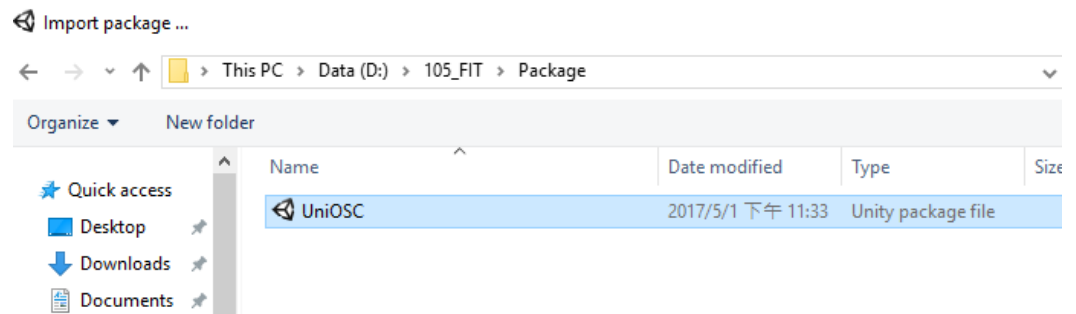 Import package ...
This PC > Data (D:) > 105_FIT > Package
Organize New folder
Name Date modified Type Size
Quick access
UniOSC 2017/5/1 下午 11:33 Unity package file
Desktop
Downloads
Documents